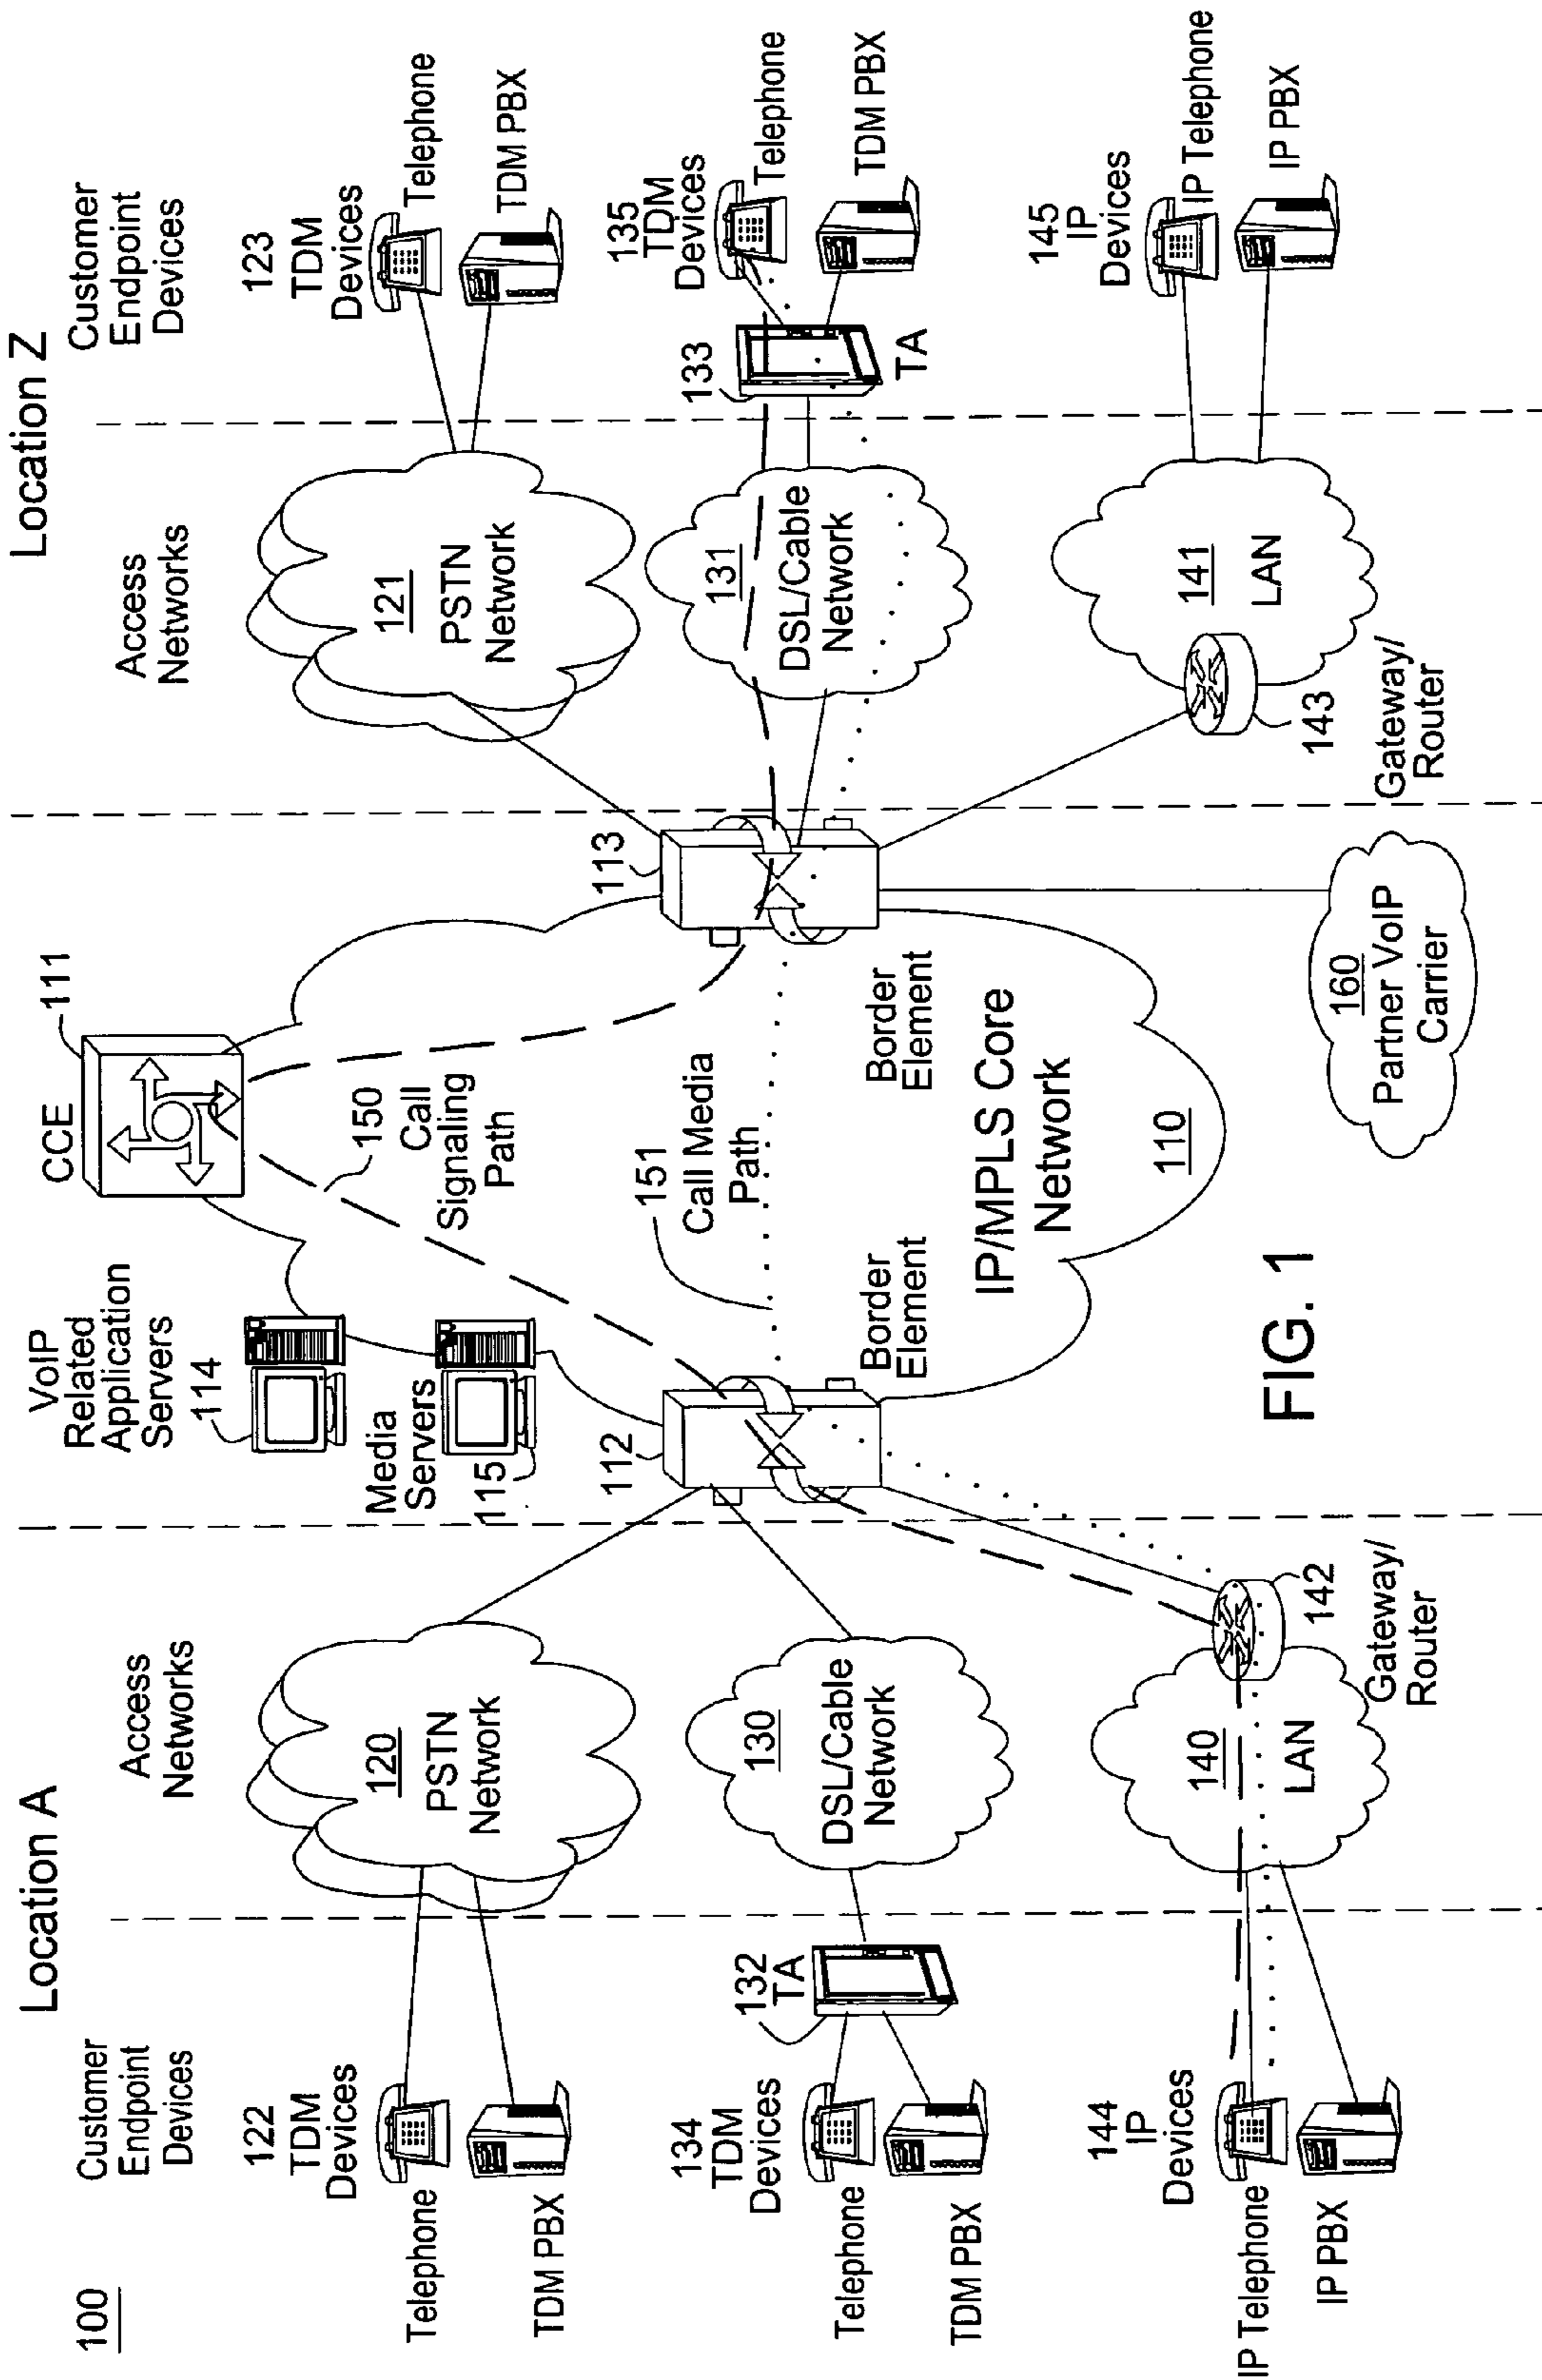 100
Location A
Location Z
Customer
Endpoint
Devices
Access
Networks
VoIP
Related
Application
Servers
114
CCE
111
Access
Networks
Customer
Endpoint
Devices
122
TDM
Devices
Telephone
TDM PBX
120
PSTN
Network
Media
Servers
115
112
150
Call
Signaling
Path
113
121
PSTN
Network
123
TDM
Devices
Telephone
TDM PBX
134
TDM
Devices
Telephone
TDM PBX
132
TA
130
DSL/Cable
Network
151
Call Media
Path
Border
Element
Border
Element
IP/MPLS Core
Network
110
131
DSL/Cable
Network
133
TA
135
TDM
Devices
Telephone
TDM PBX
144
IP
Devices
IP Telephone
IP PBX
140
LAN
142
Gateway/
Router
160
Partner VoIP
Carrier
143
Gateway/
Router
141
LAN
145
IP
Devices
IP Telephone
IP PBX
FIG. 1